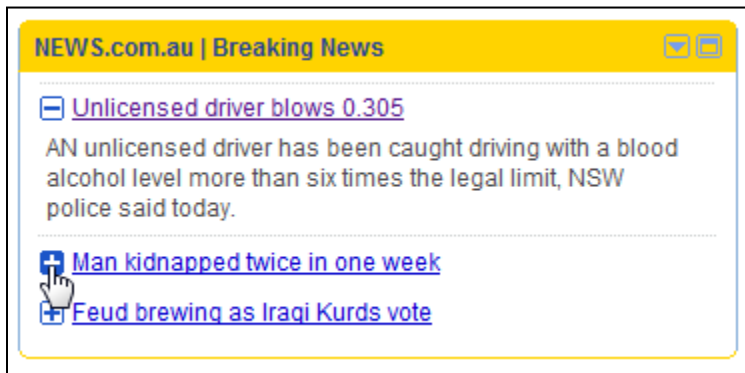 NEWS.com.au | Breaking News
Unlicensed driver blows 0.305
AN unlicensed driver has been caught driving with a blood
alcohol level more than six times the legal limit, NSW
police said today.
Man kidnapped twice in one week
Feud brewing as Iraqi Kurds vote